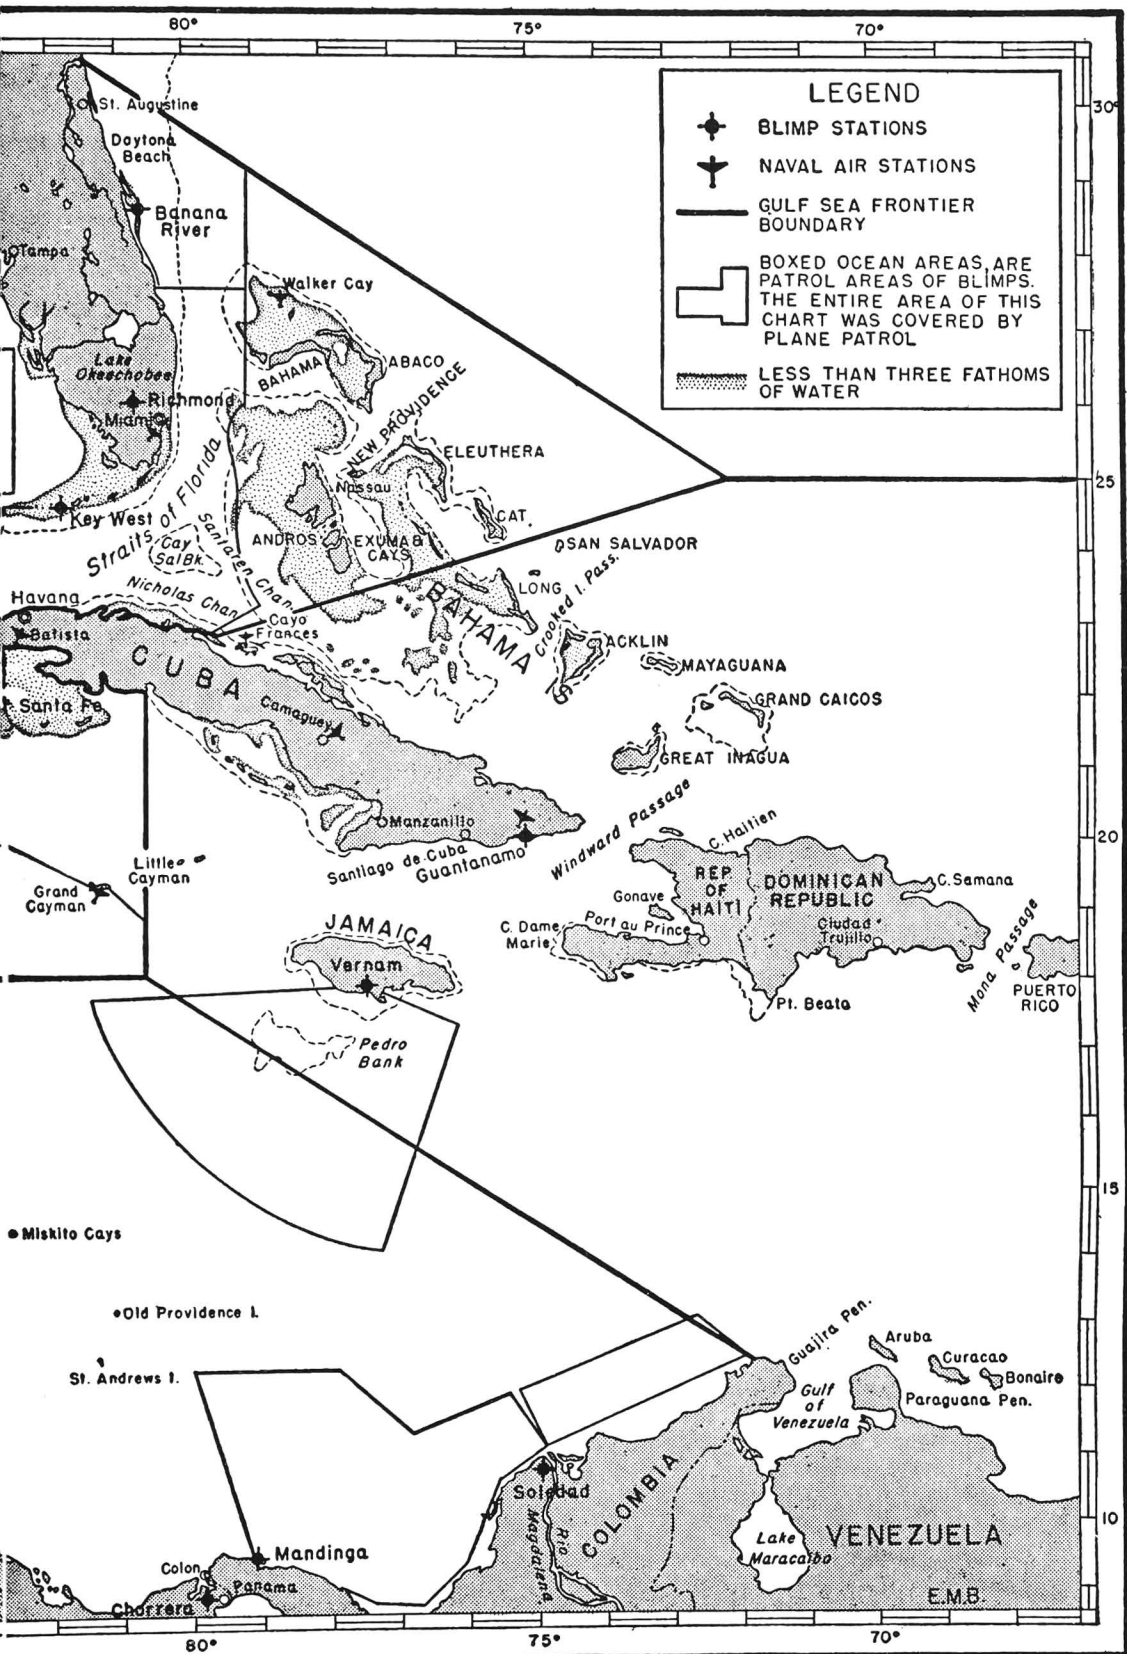 80°
75°
70°
LEGEND
BLIMP STATIONS
NAVAL AIR STATIONS
GULF SEA FRONTIER
BOUNDARY
BOXED OCEAN AREAS, ARE
PATROL AREAS OF BLIMPS.
THE ENTIRE AREA OF THIS
CHART WAS COVERED BY
PLANE PATROL
LESS THAN THREE FATHOMS
OF WATER
30°
St. Augustine
Daytona
Beach
Banana
River
Tampa
Walker Cay
Lake
Okeechobee
ABACO
BAHAMA
Richmond
Miami
NEW PROVIDENCE
ELEUTHERA
25
Nassau
Key West
Straits of Florida
CAT.
Santaren Chan.
Cay
Sal Bk.
ANDROS
EXUMA &
CAYS
SAN SALVADOR
Nicholas Chan.
LONG
Crooked I. Pass.
Havana
Batista
Cayo
Frances
BAHAMA IS
ACKLIN
MAYAGUANA
CUBA
Santa Fe
Camaguey
GRAND CAICOS
GREAT INAGUA
Manzanillo
Windward Passage
20
Santiago de Cuba
Guantanamo
C. Haitien
Little
Cayman
Grand
Cayman
REP.
OF
HAITI
DOMINICAN
REPUBLIC
C. Samana
Gonave
Port au Prince
C. Dame
Marie
Ciudad
Trujillo
JAMAICA
Vernam
Mona Passage
PUERTO
RICO
Pt. Beata
Pedro
Bank
15
Miskito Cays
Old Providence I.
St. Andrews I.
Guajira Pen.
Aruba
Curacao
Bonaire
Paraguana Pen.
Gulf
of
Venezuela
Soledad
COLOMBIA
Rio
Magdalena
10
Lake
Maracaibo
VENEZUELA
Mandinga
Colon
Panama
Chorrera
E.M.B.
80°
75°
70°